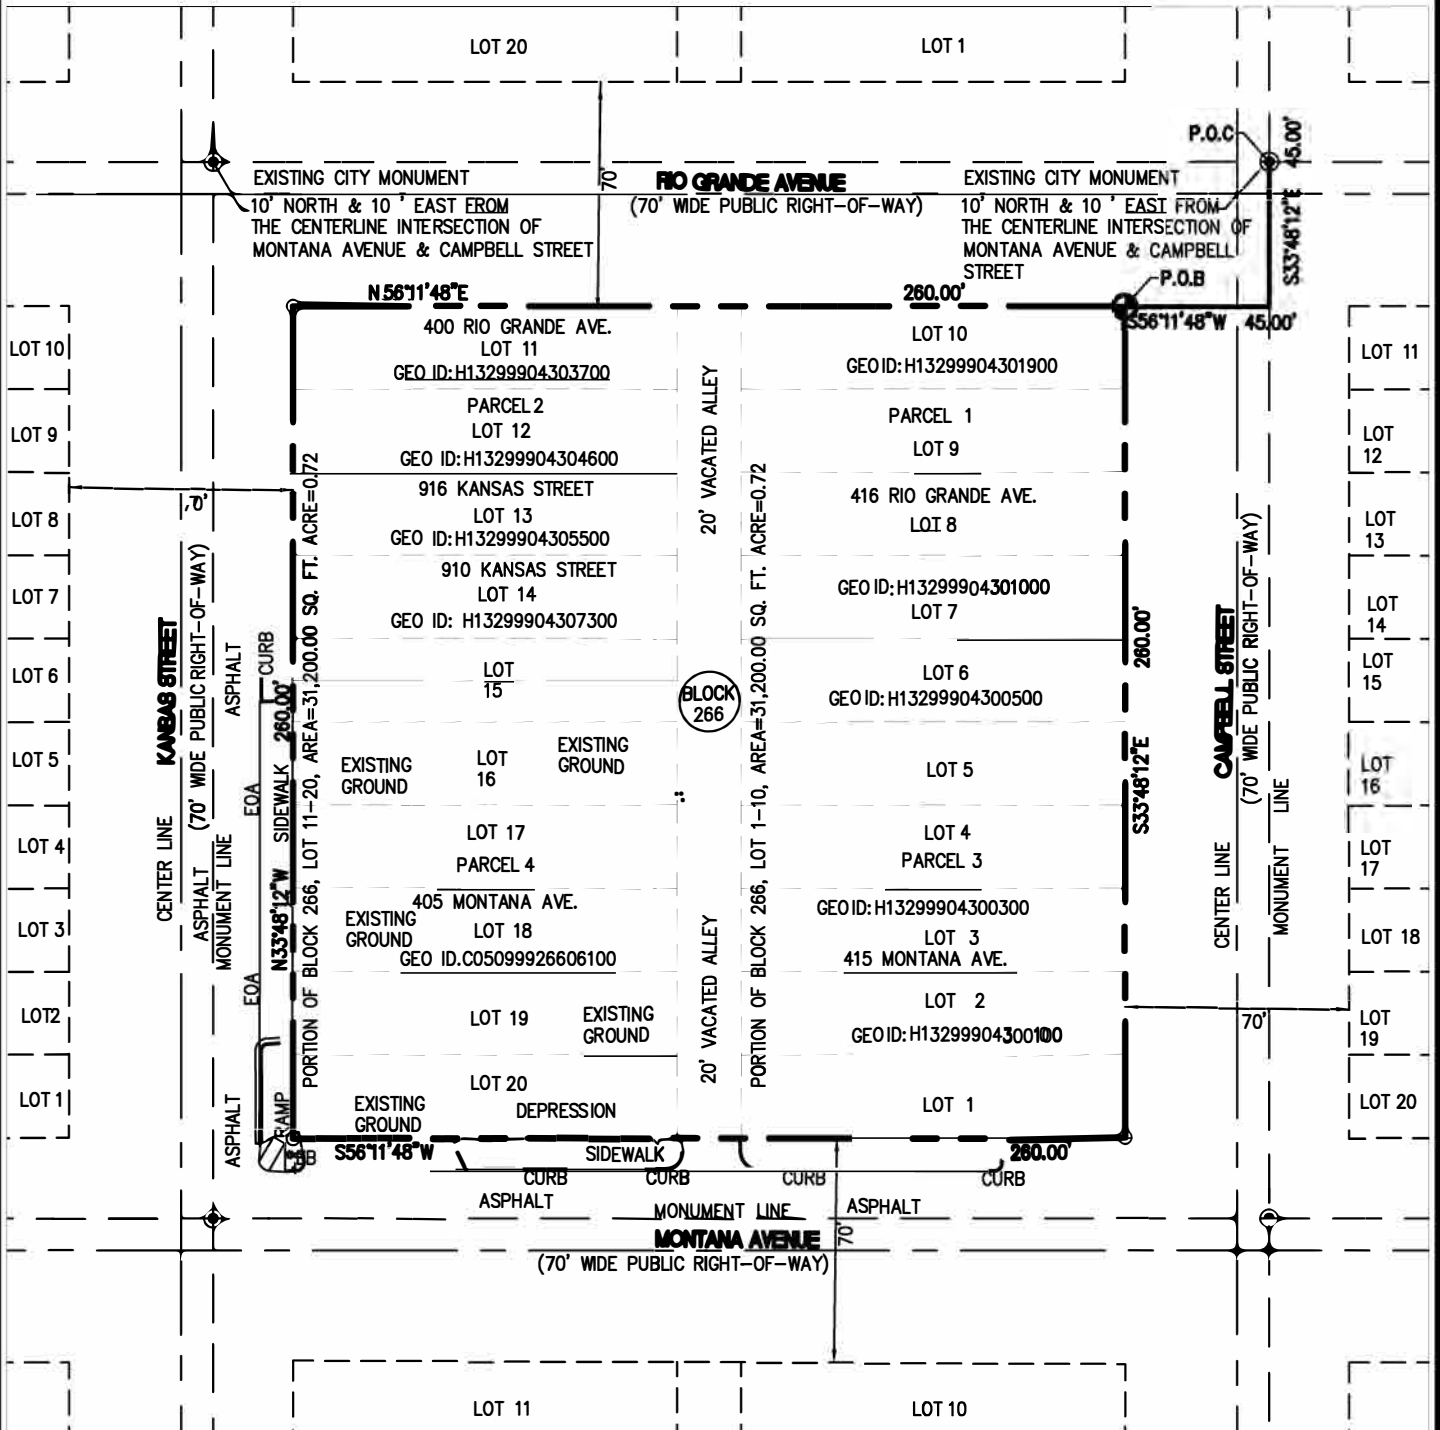 LOT 20
LOT 1
P.O.C
45.00'
S33°48'12"E
EXISTING CITY MONUMENT
10' NORTH & 10 ' EAST FROM
THE CENTERLINE INTERSECTION OF
MONTANA AVENUE & CAMPBELL STREET
70'
RIO GRANDE AVENUE
(70' WIDE PUBLIC RIGHT-OF-WAY)
EXISTING CITY MONUMENT
10' NORTH & 10 ' EAST FROM
THE CENTERLINE INTERSECTION OF
MONTANA AVENUE & CAMPBELL
STREET
P.O.B
N 56°11'48"E
260.00'
S56°11'48"W 45.00'
LOT 10
LOT 9
LOT 8
LOT 7
LOT 6
LOT 5
LOT 4
LOT 3
LOT2
LOT 1
KANSAS STREET
(70' WIDE PUBLIC RIGHT-OF-WAY)
CENTER LINE
ASPHALT
MONUMENT LINE
ASPHALT
CURB
EOA
SIDEWALK
260.00'
N33°48'12"W
EOA
ASPHALT
RAMP
PORTION OF BLOCK 266, LOT 11-20, AREA=31,200.00 SQ. FT. ACRE=0.72
400 RIO GRANDE AVE.
LOT 11
GEO ID: H13299904303700
PARCEL 2
LOT 12
GEO ID: H13299904304600
916 KANSAS STREET
LOT 13
GEO ID: H13299904305500
910 KANSAS STREET
LOT 14
GEO ID: H13299904307300
LOT
15
EXISTING
GROUND
LOT
16
EXISTING
GROUND
LOT 17
PARCEL 4
405 MONTANA AVE.
EXISTING
GROUND
LOT 18
GEO ID.C05099926606100
LOT 19
EXISTING
GROUND
LOT 20
EXISTING
GROUND
DEPRESSION
20' VACATED ALLEY
BLOCK
266
20' VACATED ALLEY
PORTION OF BLOCK 266, LOT 1-10, AREA=31,200.00 SQ. FT. ACRE=0.72
LOT 10
GEO ID: H13299904301900
PARCEL 1
LOT 9
416 RIO GRANDE AVE.
LOT 8
GEO ID: H13299904301000
LOT 7
LOT 6
GEO ID: H13299904300500
LOT 5
LOT 4
PARCEL 3
GEO ID: H13299904300300
LOT 3
415 MONTANA AVE.
LOT 2
GEO ID: H13299904300100
LOT 1
260.00'
S33°48'12"E
CAMPBELL STREET
(70' WIDE PUBLIC RIGHT-OF-WAY)
CENTER LINE
MONUMENT LINE
70'
LOT 11
LOT
12
LOT
13
LOT
14
LOT
15
LOT
16
LOT
17
LOT 18
LOT
19
LOT 20
S56°11'48"W
SIDEWALK
260.00'
CURB
CURB
CURB
CURB
ASPHALT
MONUMENT LINE
ASPHALT
MONTANA AVENUE
(70' WIDE PUBLIC RIGHT-OF-WAY)
70'
LOT 11
LOT 10